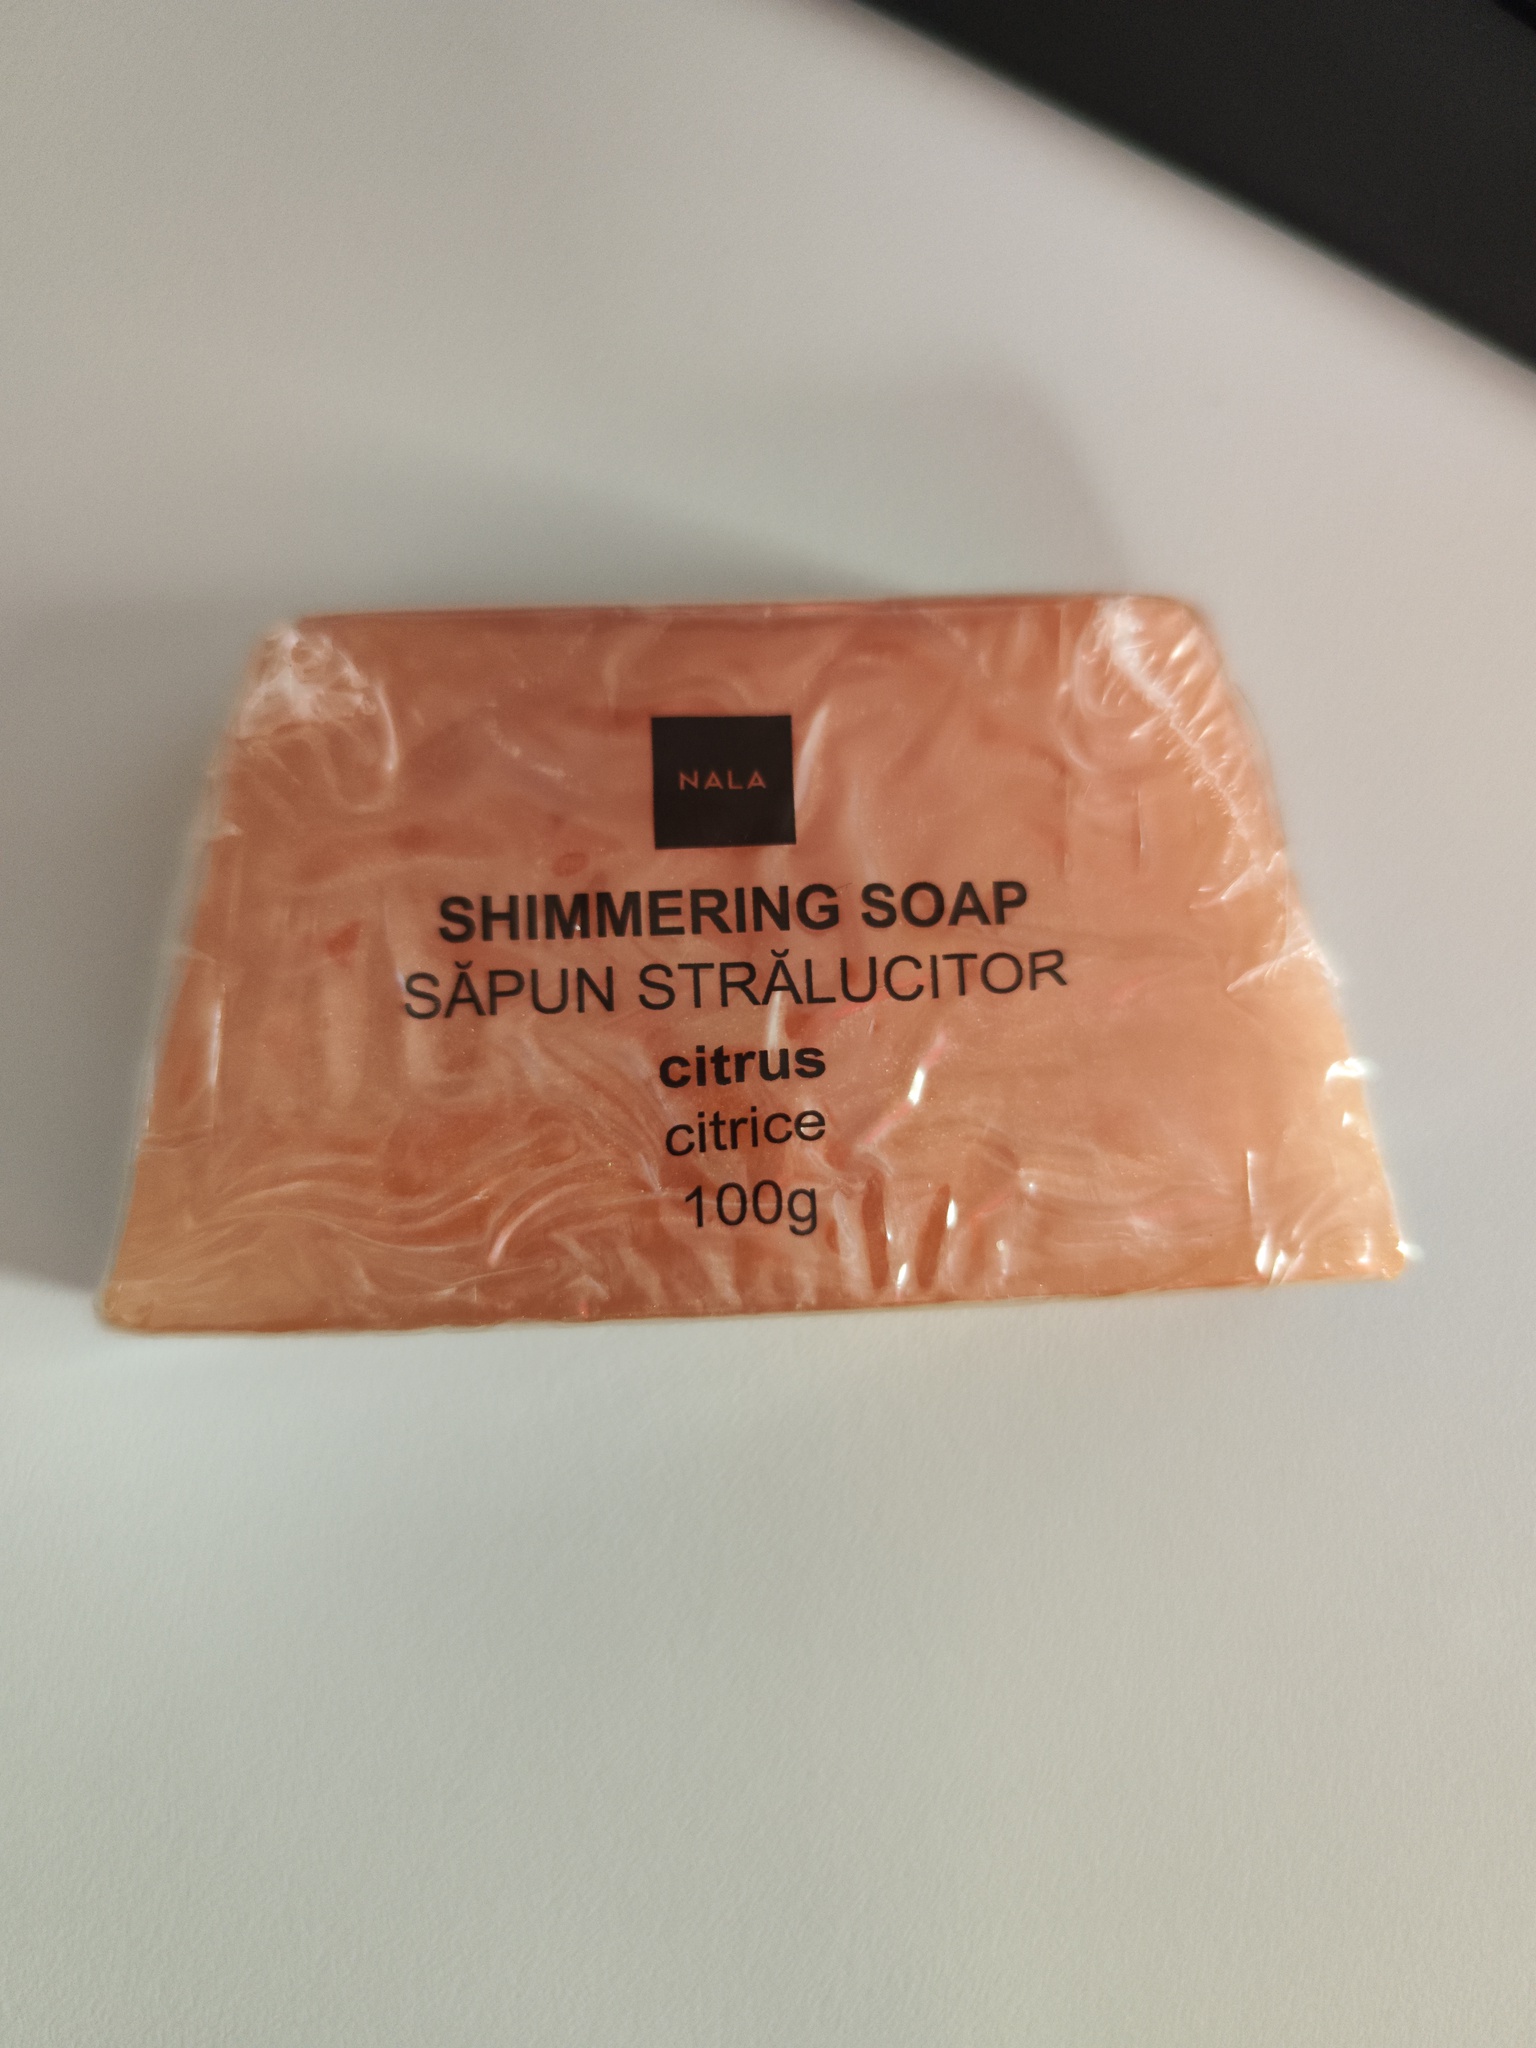 NALA
SHIMMERING SOAP
SĂPUN STRĂLUCITOR
citrus
citrice
100g